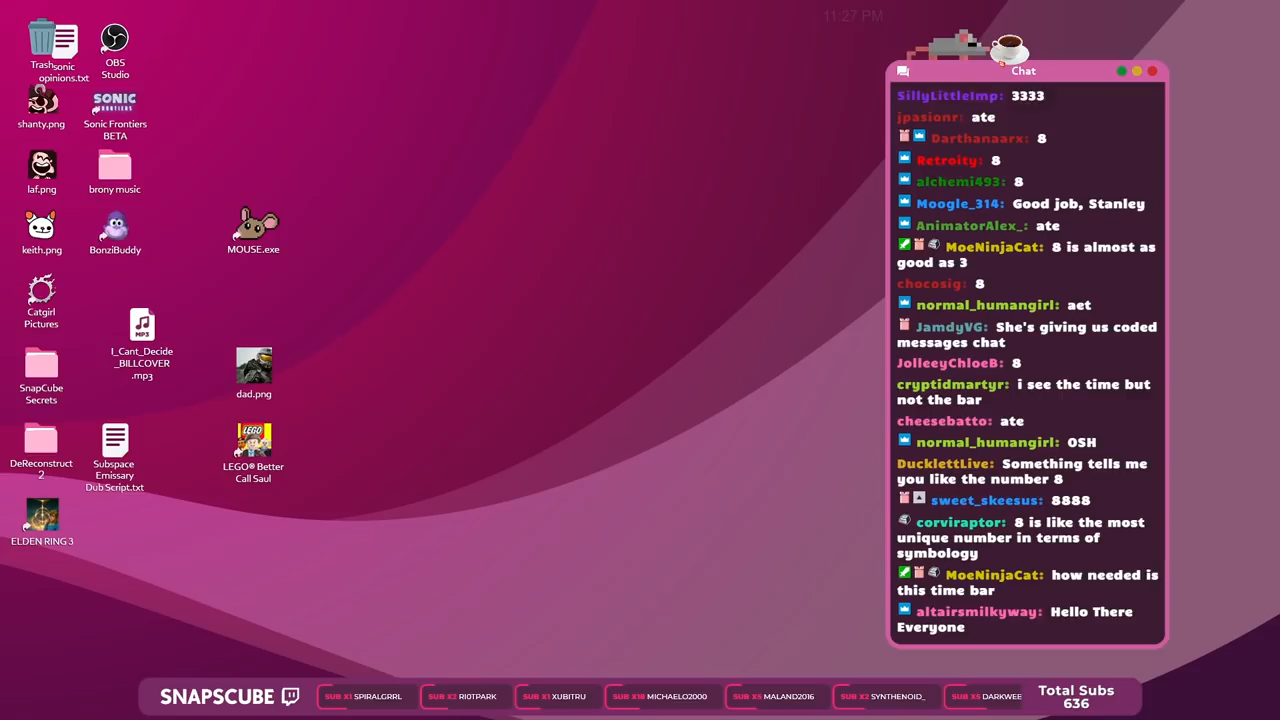 11:27 PM
Trash
sonic
opinions.txt
OBS
Studio
shanty.png
SONIC
FRONTIERS
Sonic Frontiers
BETA
laf.png
brony music
keith.png
BonziBuddy
MOUSE.exe
Catgirl
Pictures
MP3
I_Cant_Decide
_BILLCOVER
.mp3
SnapCube
Secrets
dad.png
DeReconstruct
2
Subspace
Emissary
Dub Script.txt
LEGO
LEGO® Better
Call Saul
ELDEN RING 3
Chat
SillyLittleImp: 3333
jpasionr: ate
Darthanaarx: 8
Retroity: 8
alchemi493: 8
Moogle_314: Good job, Stanley
AnimatorAlex_: ate
MoeNinjaCat: 8 is almost as
good as 3
chocosig: 8
normal_humangirl: aet
JamdyVG: She's giving us coded
messages chat
JolleeyChloeB: 8
cryptidmartyr: i see the time but
not the bar
cheesebatto: ate
normal_humangirl: OSH
DucklettLive: Something tells me
you like the number 8
sweet_skeesus: 8888
corviraptor: 8 is like the most
unique number in terms of
symbology
MoeNinjaCat: how needed is
this time bar
altairsmilkyway: Hello There
Everyone
SNAPSCUBE
SUB X1 SPIRALGRRL
SUB X2 RI0TPARK
SUB X1 XUBITRU
SUB X18 MICHAELO2000
SUB X5 MALAND2016
SUB X2 SYNTHENOID_
SUB X5 DARKWEE
Total Subs
636